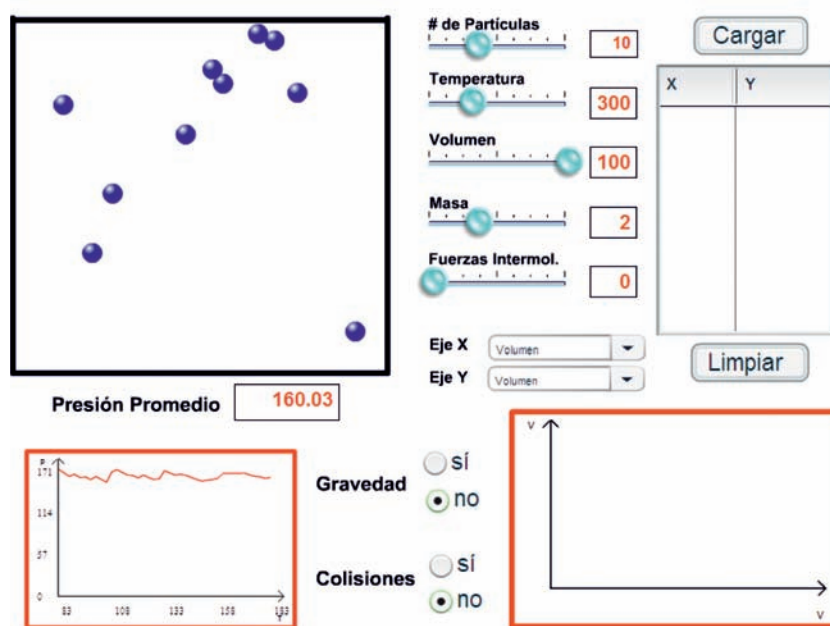 # de Partículas
10
Cargar
Temperatura
300
X Y
Volumen
100
Masa
2
Fuerzas Intermol.
0
Eje X Volumen
Eje Y Volumen
Limpiar
Presión Promedio 160.03
P
171
114
57
0
83 108 133 158 183
Gravedad
sí
no
Colisiones
sí
no
V
V